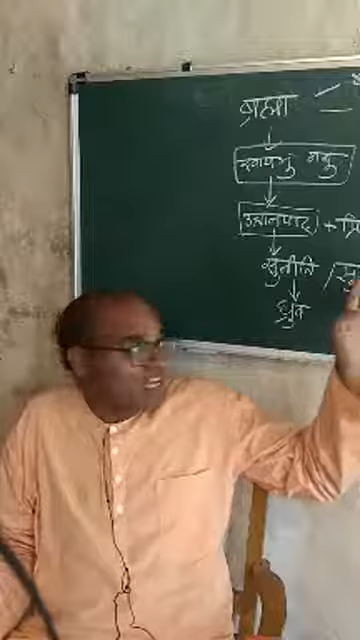 ब्रह्मा
स्वायंभु मनु
उत्तानपाद + प्रि
सुनीति / सु
ध्रुव